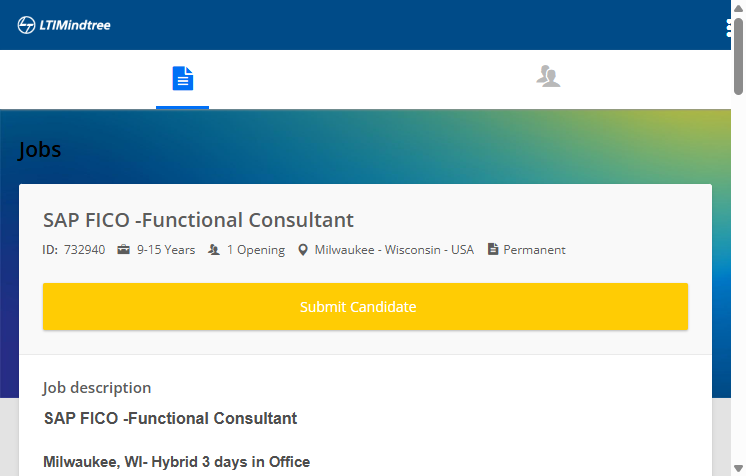 LTIMindtree
Jobs
SAP FICO -Functional Consultant
ID: 732940 9-15 Years 1 Opening Milwaukee - Wisconsin - USA Permanent
Submit Candidate
Job description
SAP FICO -Functional Consultant
Milwaukee, WI- Hybrid 3 days in Office